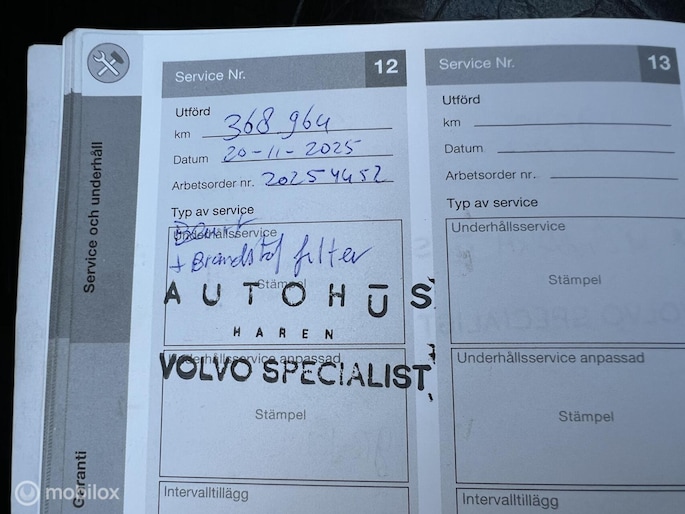 Service Nr. 12
Utförd
km 368 964
Datum 20-11-2025
Arbetsorder nr. 20254452
Typ av service
Underhållsservice
+ Brandstof filter
Stämpel
AUTOHUS
HAREN
Underhållsservice anpassad
VOLVO SPECIALIST
Stämpel
Intervalltillägg
Service Nr. 13
Utförd
km
Datum
Arbetsorder nr.
Typ av service
Underhållsservice
Stämpel
Underhållsservice anpassad
Stämpel
Intervalltillägg
Service och underhåll
Garanti
mobilox